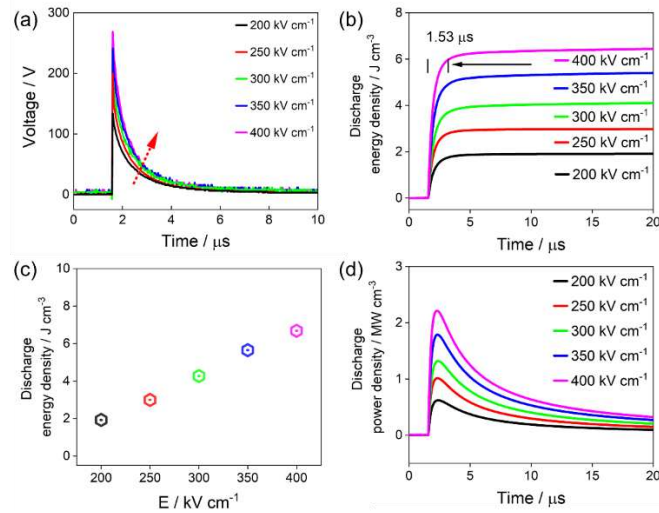 (a)
Voltage / V
300
200
100
0
200 kV cm⁻¹
250 kV cm⁻¹
300 kV cm⁻¹
350 kV cm⁻¹
400 kV cm⁻¹
0 2 4 6 8 10
Time / μs
(b)
Discharge
energy density / J cm⁻³
8
6
4
2
0
1.53 μs
400 kV cm⁻¹
350 kV cm⁻¹
300 kV cm⁻¹
250 kV cm⁻¹
200 kV cm⁻¹
0 5 10 15 20
Time / μs
(c)
Discharge
energy density / J cm⁻³
10
8
6
4
2
0
200 250 300 350 400
E / kV cm⁻¹
(d)
Discharge
power density / MW cm⁻³
3
2
1
0
200 kV cm⁻¹
250 kV cm⁻¹
300 kV cm⁻¹
350 kV cm⁻¹
400 kV cm⁻¹
0 5 10 15 20
Time / μs